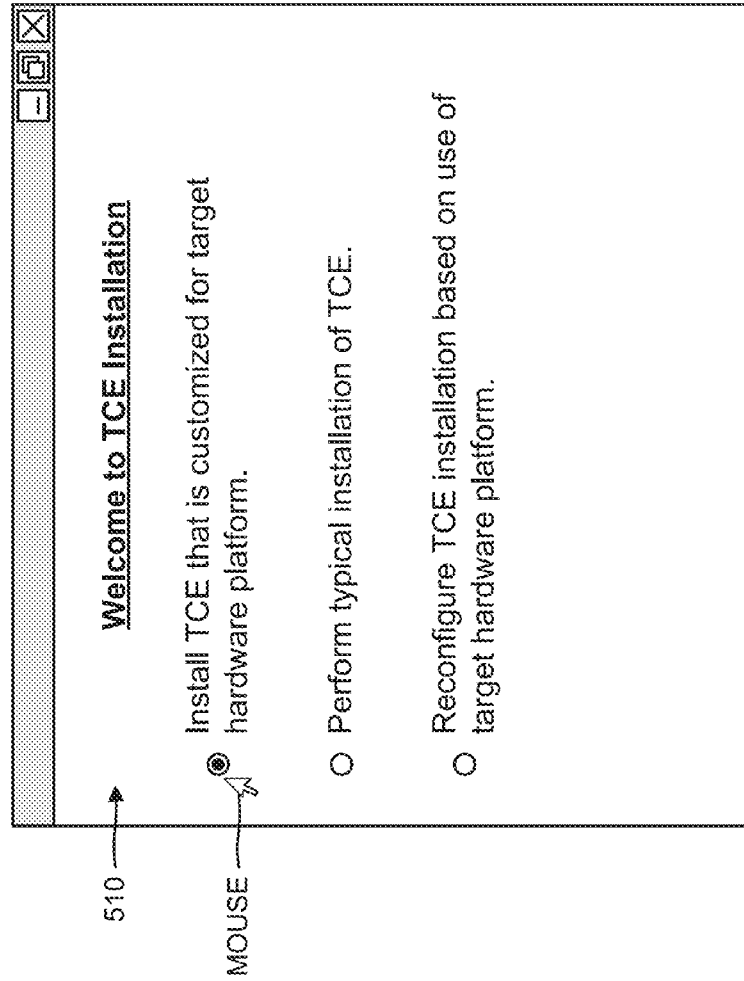 510
Welcome to TCE Installation
MOUSE
Install TCE that is customized for target
hardware platform.
Perform typical installation of TCE.
Reconfigure TCE installation based on use of
target hardware platform.